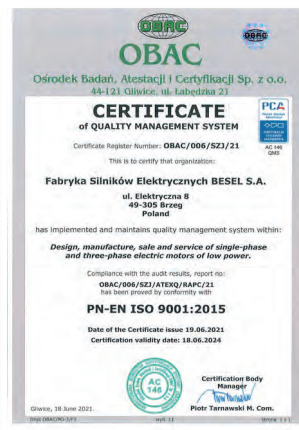 OBAC
OBAC
OBAC
Ośrodek Badań, Atestacji i Certyfikacji Sp. z o.o.
44-121 Gliwice, ul. Łabędzka 21
CERTIFICATE
of QUALITY MANAGEMENT SYSTEM
PCA
Certificate Register Number: OBAC/006/SZJ/21
AC 146
QMS
This is to certify that organization:
Fabryka Silników Elektrycznych BESEL S.A.
ul. Elektryczna 8
49-305 Brzeg
Poland
has implemented and maintains quality management system within:
Design, manufacture, sale and service of single-phase
and three-phase electric motors of low power.
Compliance with the audit results, report no:
OBAC/006/SZJ/ATEXQ/RAPC/21
has been proved by conformity with
PN-EN ISO 9001:2015
Date of the Certificate issue 19.06.2021
Certification validity date: 18.06.2024
AC
146
Certification Body
Manager
Gliwice, 18 June 2021.
Piotr Tarnawski M. Com.
wyd. 11